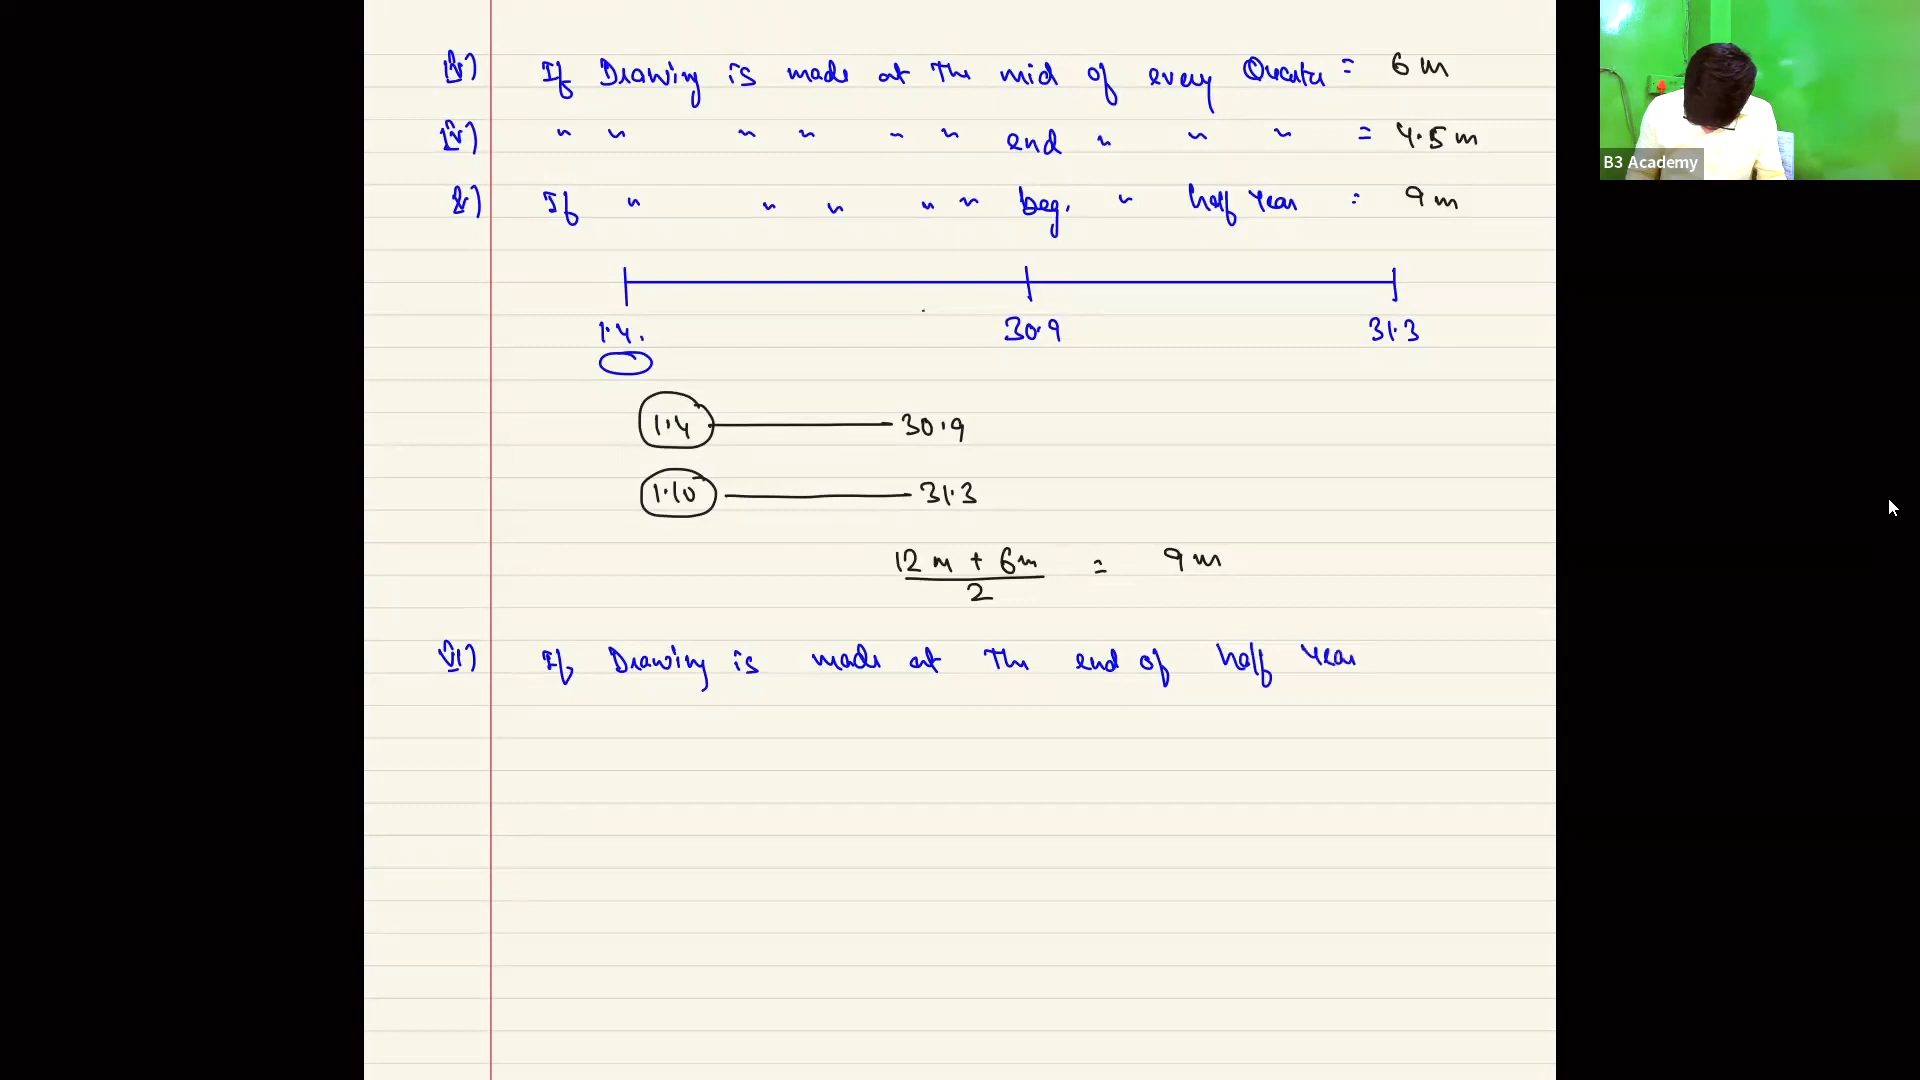 iv) If Drawing is made at the mid of every Quarter = 6 m
iv) " " " " " " end " " " = 4.5 m
v) If " " " " " beg. " half Year : 9 m
1.4. 30.9 31.3
1.4 30.9
1.10 31.3
12 m + 6m = 9 m
2
vi) If Drawing is made at the end of half Year
B3 Academy